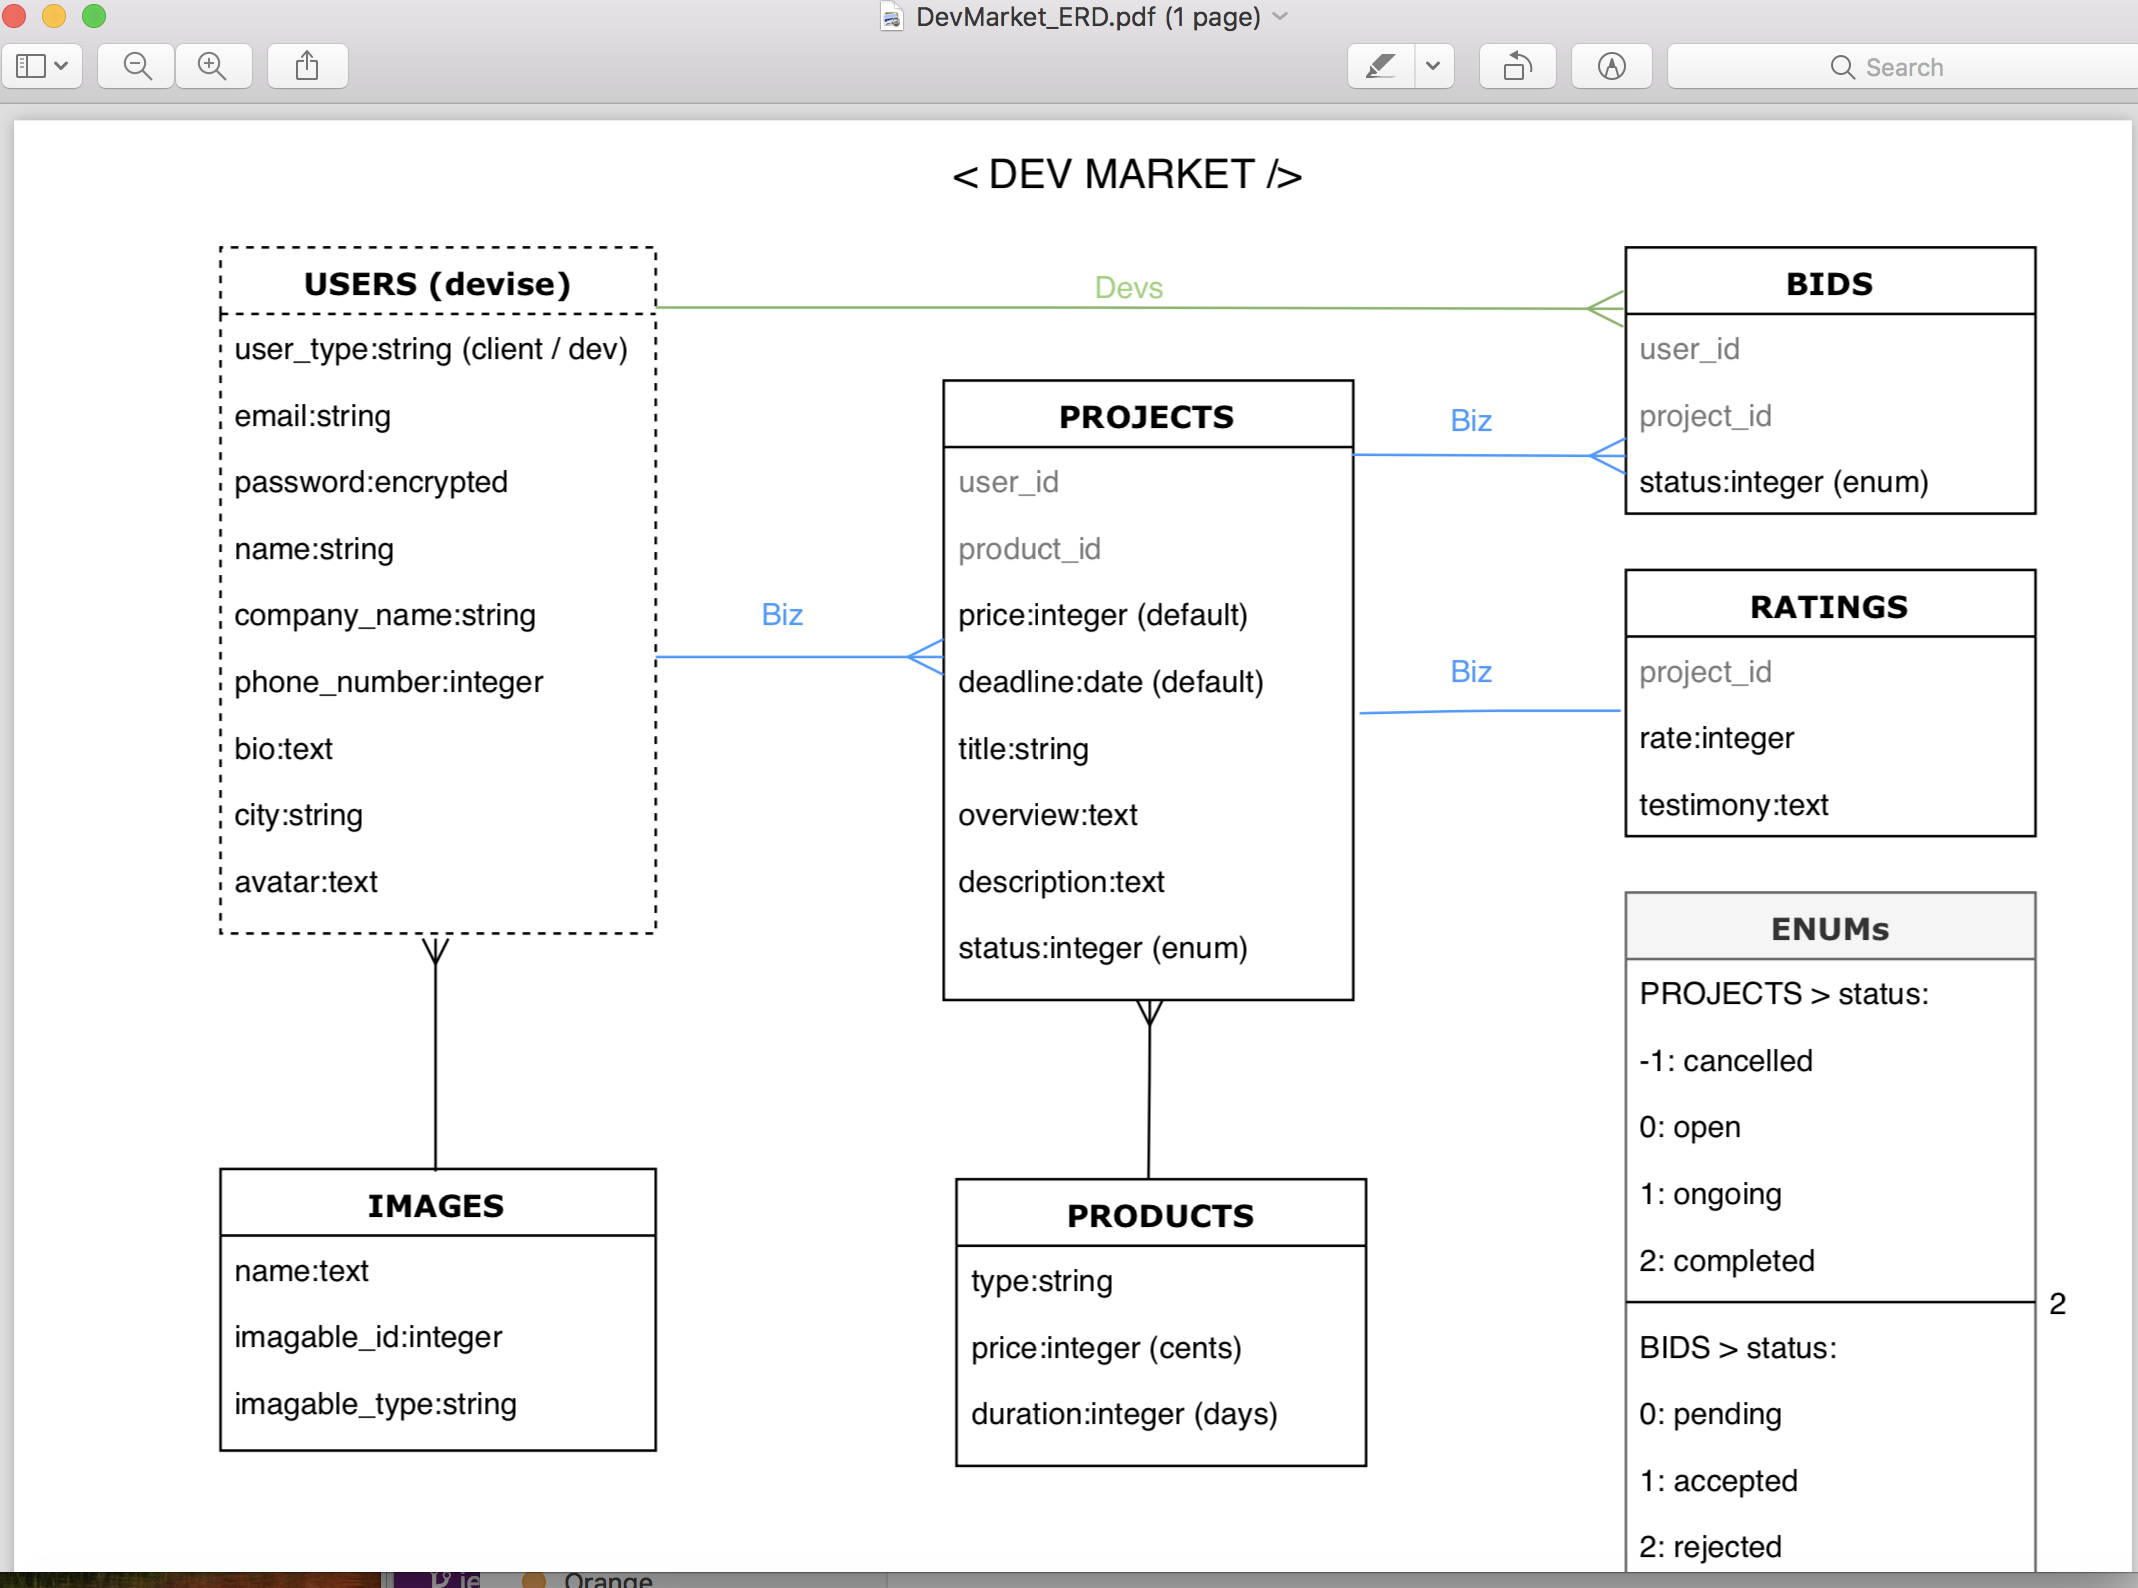 DevMarket_ERD.pdf (1 page)
Search
< DEV MARKET />
USERS (devise)
user_type:string (client / dev)
email:string
password:encrypted
name:string
company_name:string
phone_number:integer
bio:text
city:string
avatar:text
Devs
BIDS
user_id
project_id
status:integer (enum)
PROJECTS
user_id
product_id
price:integer (default)
deadline:date (default)
title:string
overview:text
description:text
status:integer (enum)
Biz
Biz
Biz
RATINGS
project_id
rate:integer
testimony:text
ENUMs
PROJECTS > status:
-1: cancelled
0: open
1: ongoing
2: completed
2
BIDS > status:
0: pending
1: accepted
2: rejected
IMAGES
name:text
imagable_id:integer
imagable_type:string
PRODUCTS
type:string
price:integer (cents)
duration:integer (days)
Orange